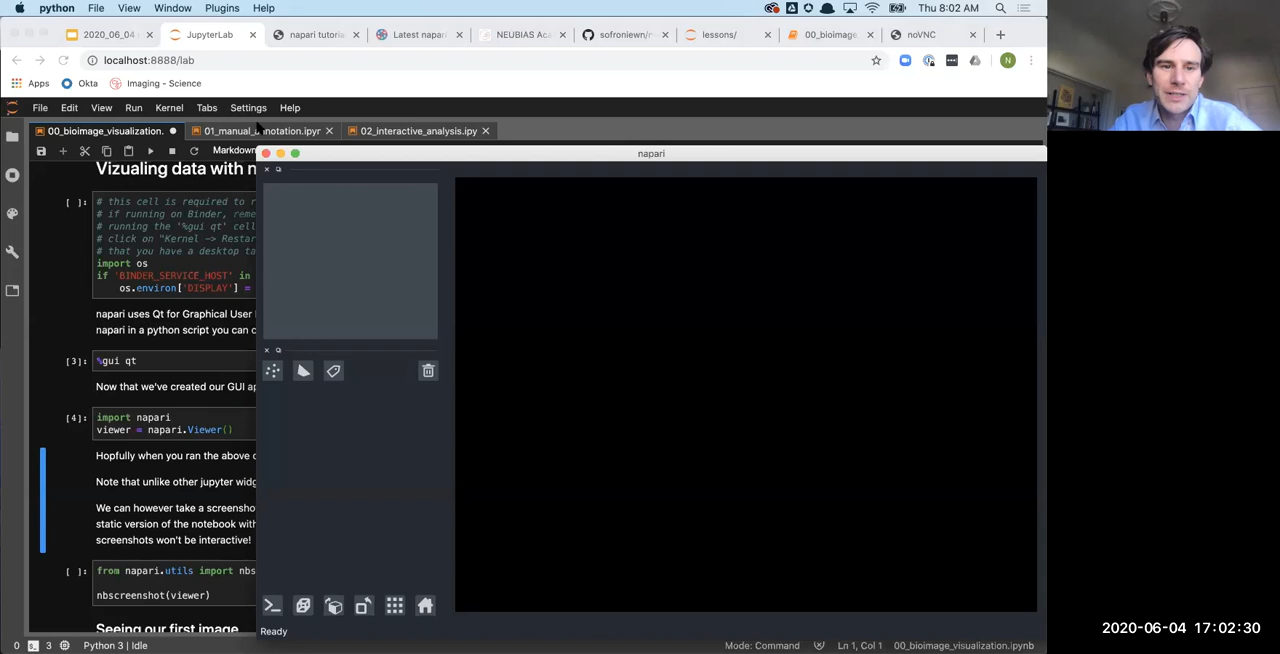 python File View Window Plugins Help Thu 8:02 AM
2020_06_04 JupyterLab napari tutoria Latest napari NEUBIAS Aca sofroniewn/n lessons/ 00_bioimage_ noVNC
localhost:8888/lab N
Apps Okta Imaging - Science
File Edit View Run Kernel Tabs Settings Help
00_bioimage_visualization. 01_manual_annotation.ipynb 02_interactive_analysis.ipy
Markdown
napari
Vizualing data with n
[ ]: # this cell is required to r
# if running on Binder, reme
# running the '%gui qt' cell
# click on "Kernel -> Restar
# that you have a desktop ta
import os
if 'BINDER_SERVICE_HOST' in
os.environ['DISPLAY'] =
napari uses Qt for Graphical User
napari in a python script you can c
[3]: %gui qt
Now that we've created our GUI ap
[4]: import napari
viewer = napari.Viewer()
Hopefully when you ran the above c
Note that unlike other jupyter widg
We can however take a screensho
static version of the notebook with
screenshots won't be interactive!
[ ]: from napari.utils import nbs
nbscreenshot(viewer)
Seeing our first image
Ready
0 3 Python 3 | Idle Mode: Command Ln 1, Col 1 00_bioimage_visualization.ipynb
2020-06-04 17:02:30